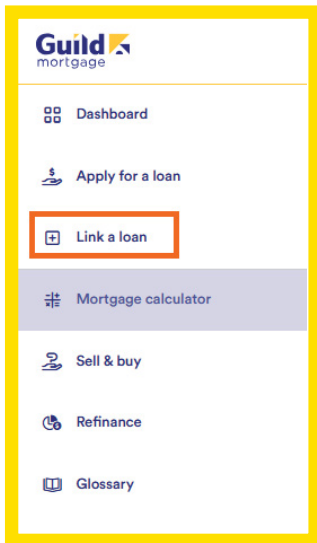 Guild
mortgage
Dashboard
Apply for a loan
Link a loan
Mortgage calculator
Sell & buy
Refinance
Glossary